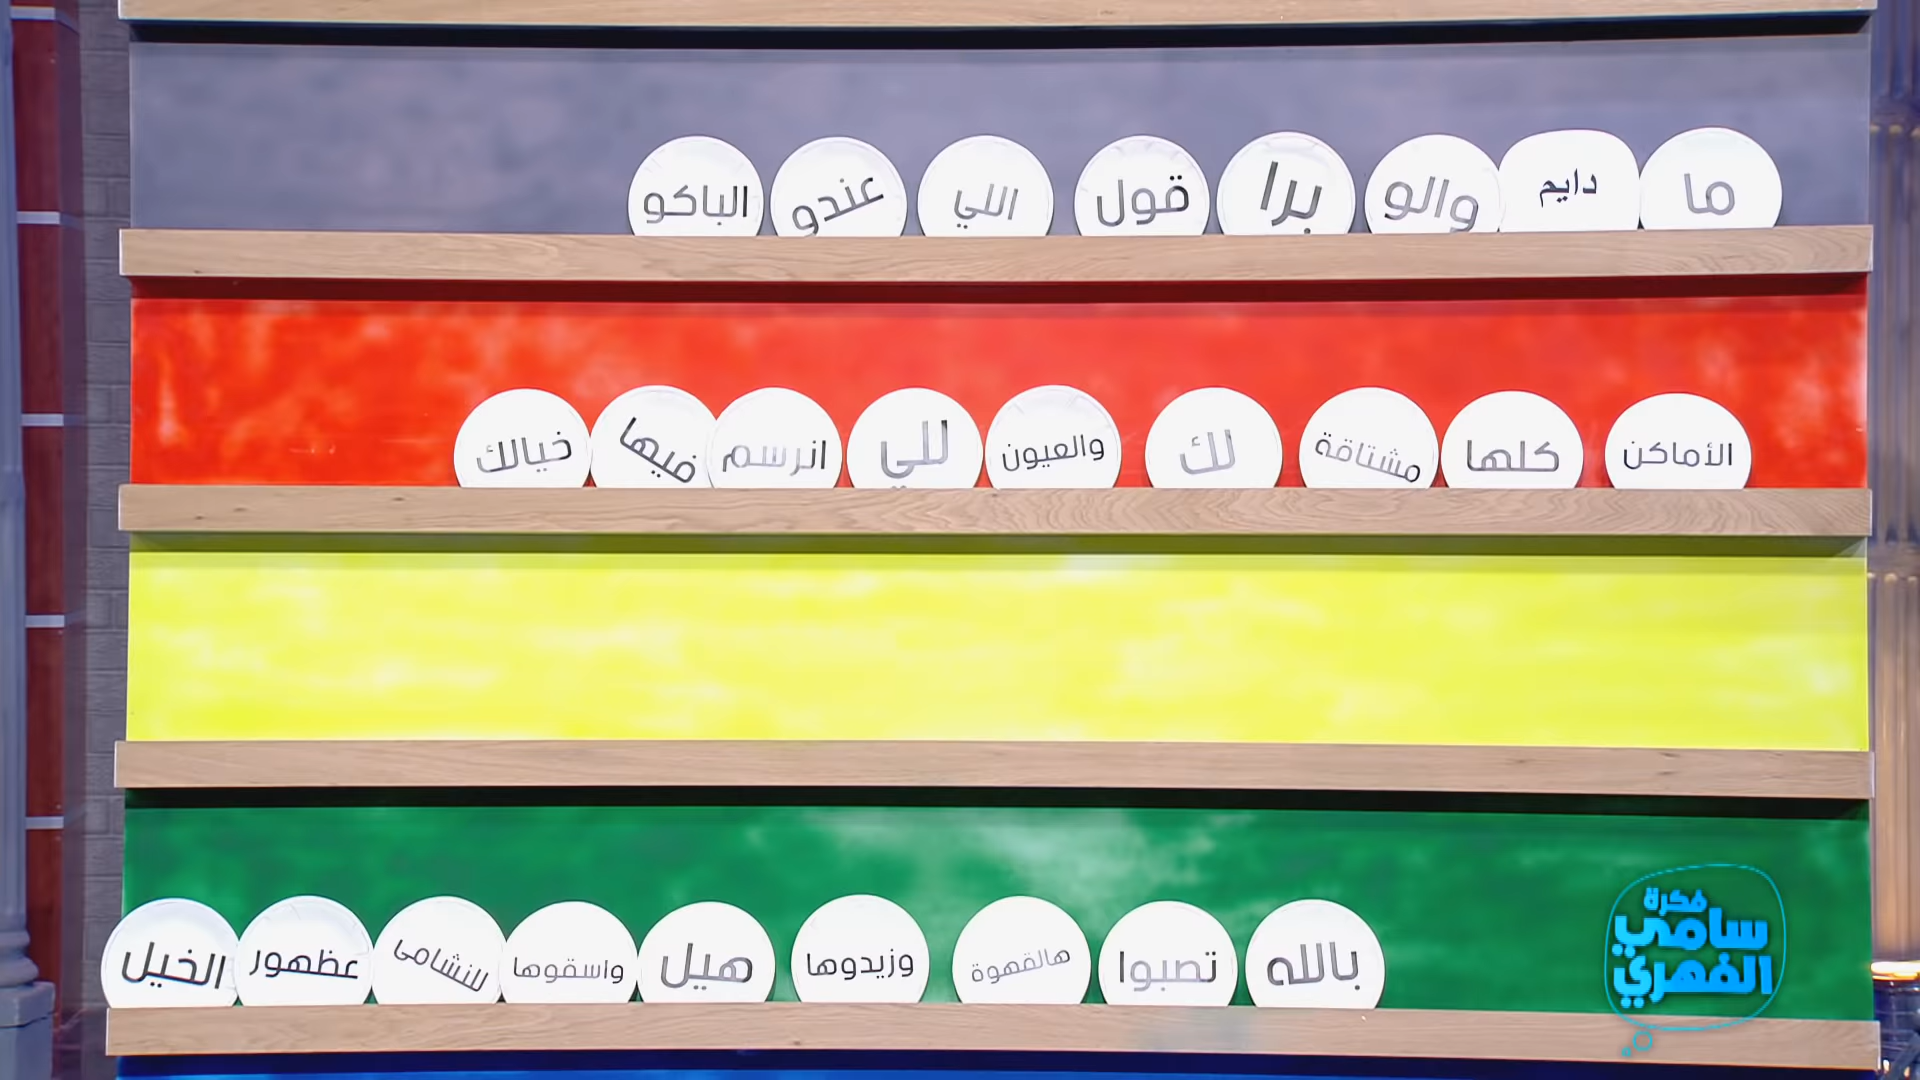 ما دايم والو برا قول اللي عندو الباكو
الأماكن كلها مشتاقة لك والعيون للي انرسم فيها خيالك
بالله تصبوا هالقهوة وزيدوها هيل واسقوها للنشامى عظهور الخيل
فكرة
سامي
الفهري